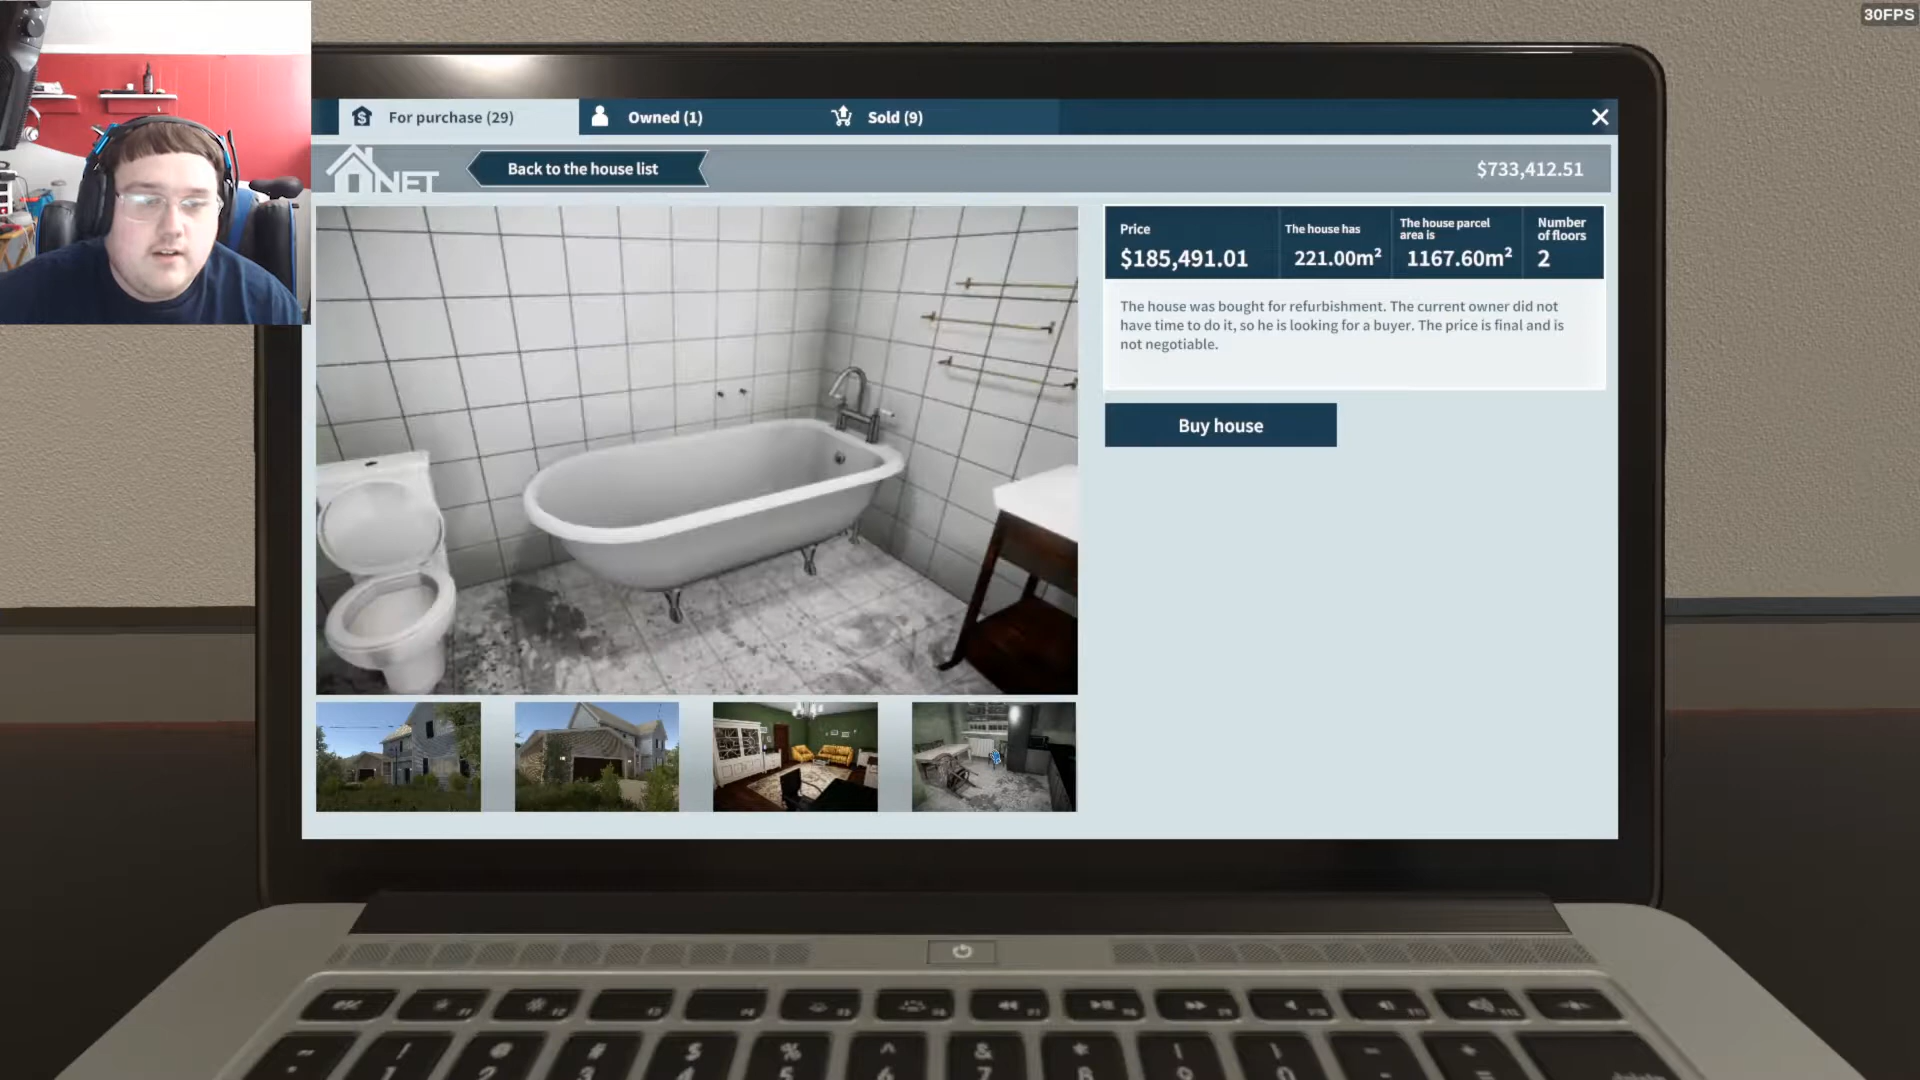 30FPS
For purchase (29)
Owned (1)
Sold (9)
NET
Back to the house list
$733,412.51
Price
$185,491.01
The house has
221.00m²
The house parcel
area is
1167.60m²
Number
of floors
2
The house was bought for refurbishment. The current owner did not
have time to do it, so he is looking for a buyer. The price is final and is
not negotiable.
Buy house